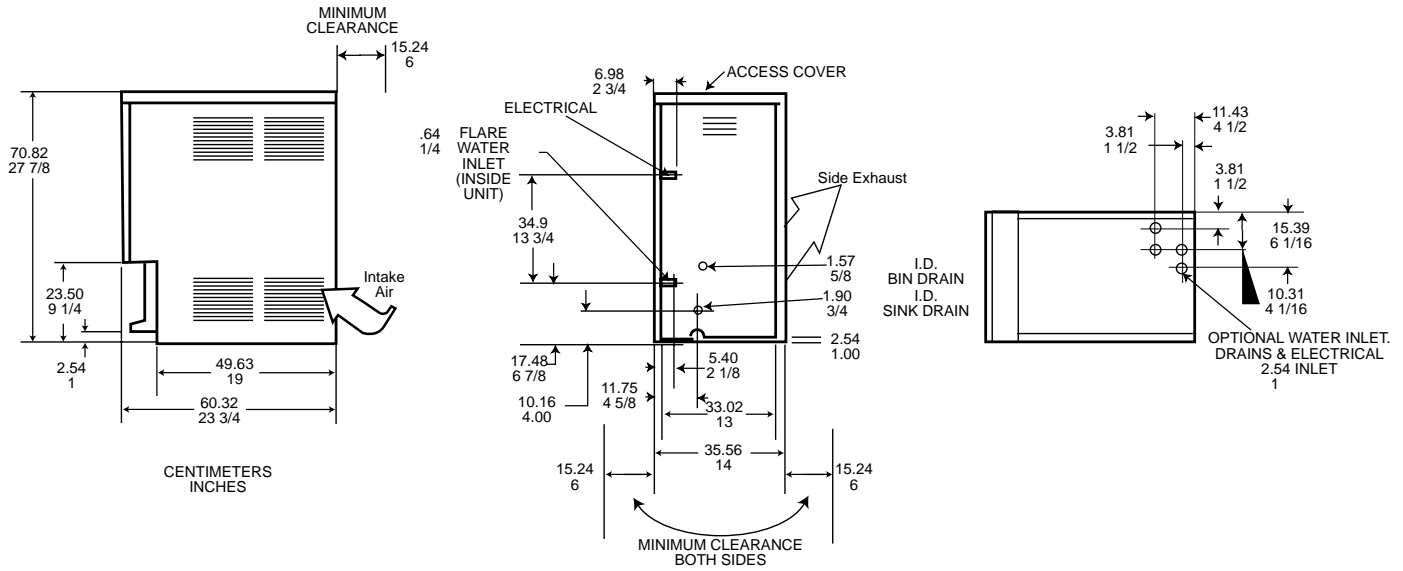 MINIMUM
CLEARANCE
15.24
6
70.82
27 7/8
23.50
9 1/4
2.54
1
49.63
19
60.32
23 3/4
Intake
Air
CENTIMETERS
INCHES
6.98
2 3/4
ACCESS COVER
ELECTRICAL
.64
1/4
FLARE
WATER
INLET
(INSIDE
UNIT)
34.9
13 3/4
Side Exhaust
1.57
5/8
1.90
3/4
2.54
1.00
17.48
6 7/8
10.16
4.00
5.40
2 1/8
11.75
4 5/8
33.02
13
35.56
14
15.24
6
15.24
6
MINIMUM CLEARANCE
BOTH SIDES
I.D.
BIN DRAIN
I.D.
SINK DRAIN
11.43
4 1/2
3.81
1 1/2
3.81
1 1/2
15.39
6 1/16
10.31
4 1/16
OPTIONAL WATER INLET.
DRAINS & ELECTRICAL
2.54 INLET
1